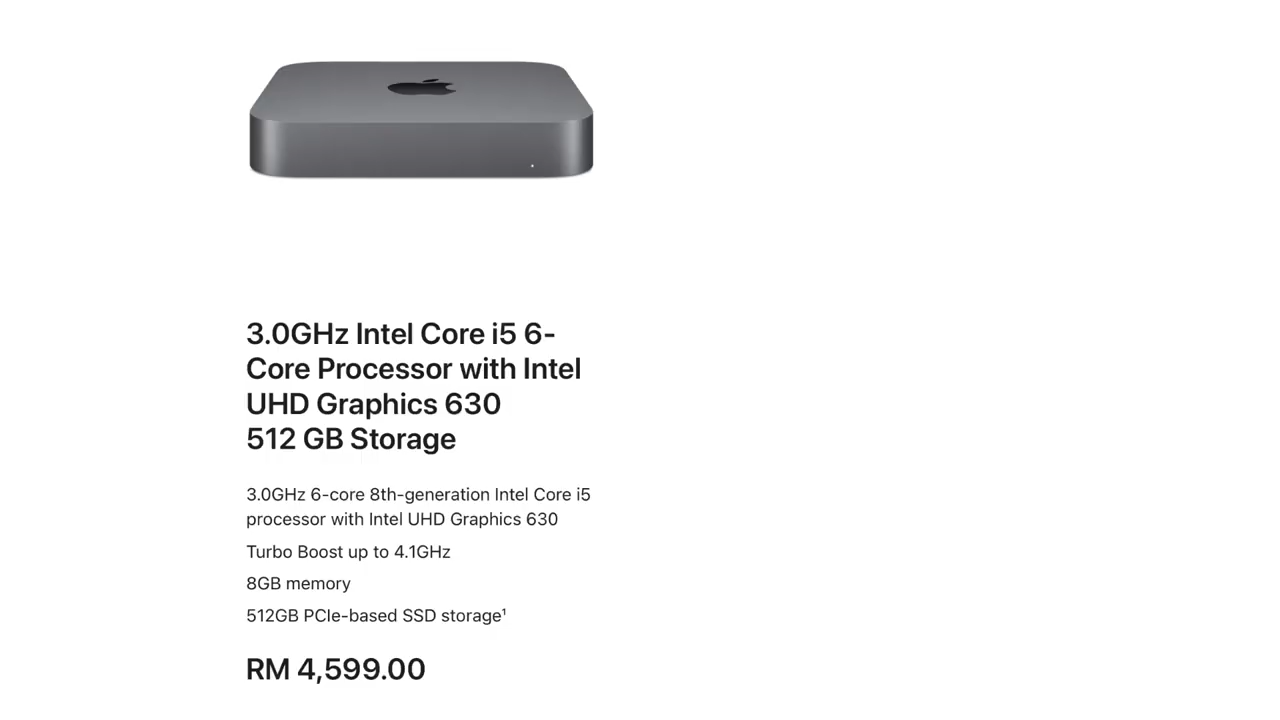 3.0GHz Intel Core i5 6-
Core Processor with Intel
UHD Graphics 630
512 GB Storage
3.0GHz 6-core 8th-generation Intel Core i5
processor with Intel UHD Graphics 630
Turbo Boost up to 4.1GHz
8GB memory
512GB PCIe-based SSD storage¹
RM 4,599.00